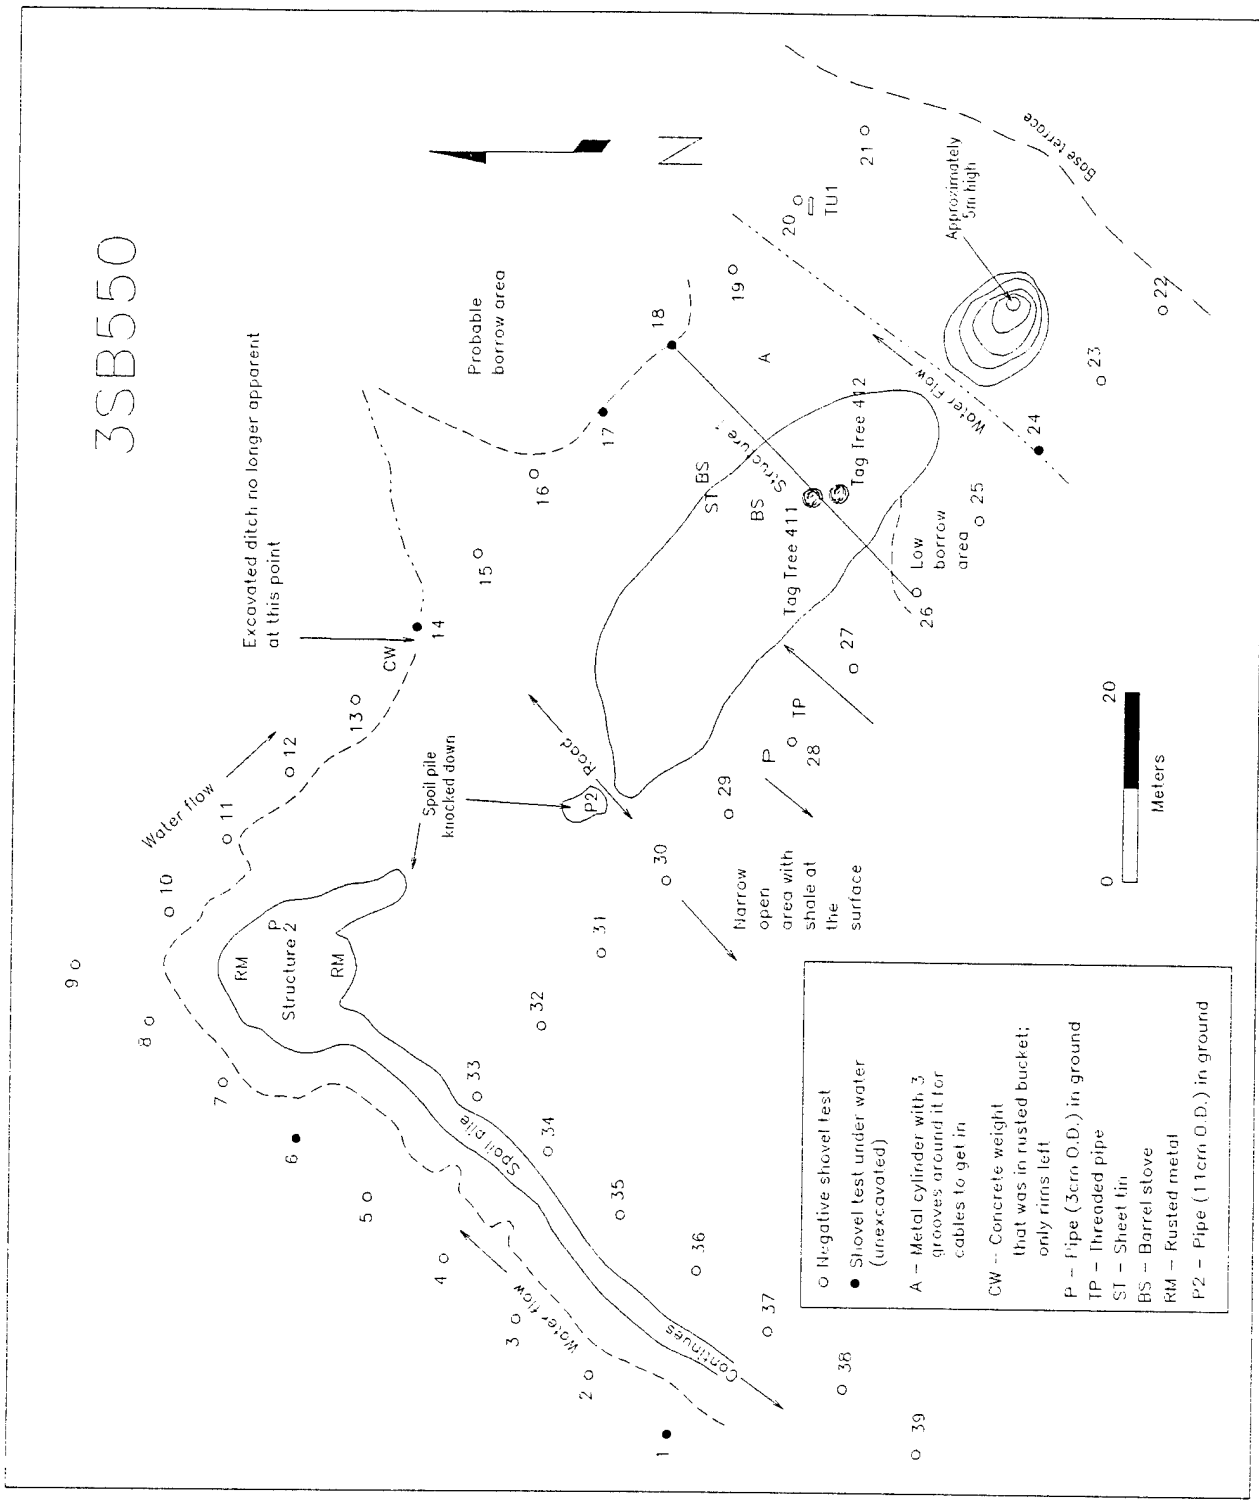 3SB550
N
Excavated ditch no longer apparent
at this point
Probable
borrow area
Water flow
Spoil pile
knocked down
Road
Structure 2
P
RM
RM
CW
P2
Spoil pile
Continues
Water flow
ST
BS
BS
Structure 1
Tag Tree 411
Tag Tree 412
A
TU1
Water Flow
Approximately
5m high
Base terrace
Low
borrow
area
P
TP
Narrow
open
area with
shale at
the
surface
1
2
3
4
5
6
7
8
9
10
11
12
13
14
15
16
17
18
19
20
21
22
23
24
25
26
27
28
29
30
31
32
33
34
35
36
37
38
39
0
20
Meters
○ Negative shovel test
● Shovel test under water
(unexcavated)
A – Metal cylinder with 3
grooves around it for
cables to get in
CW – Concrete weight
that was in rusted bucket;
only rims left
P – Pipe (3cm O.D.) in ground
TP – Threaded pipe
ST – Sheet tin
BS – Barrel stove
RM – Rusted metal
P2 – Pipe (11cm O.D.) in ground